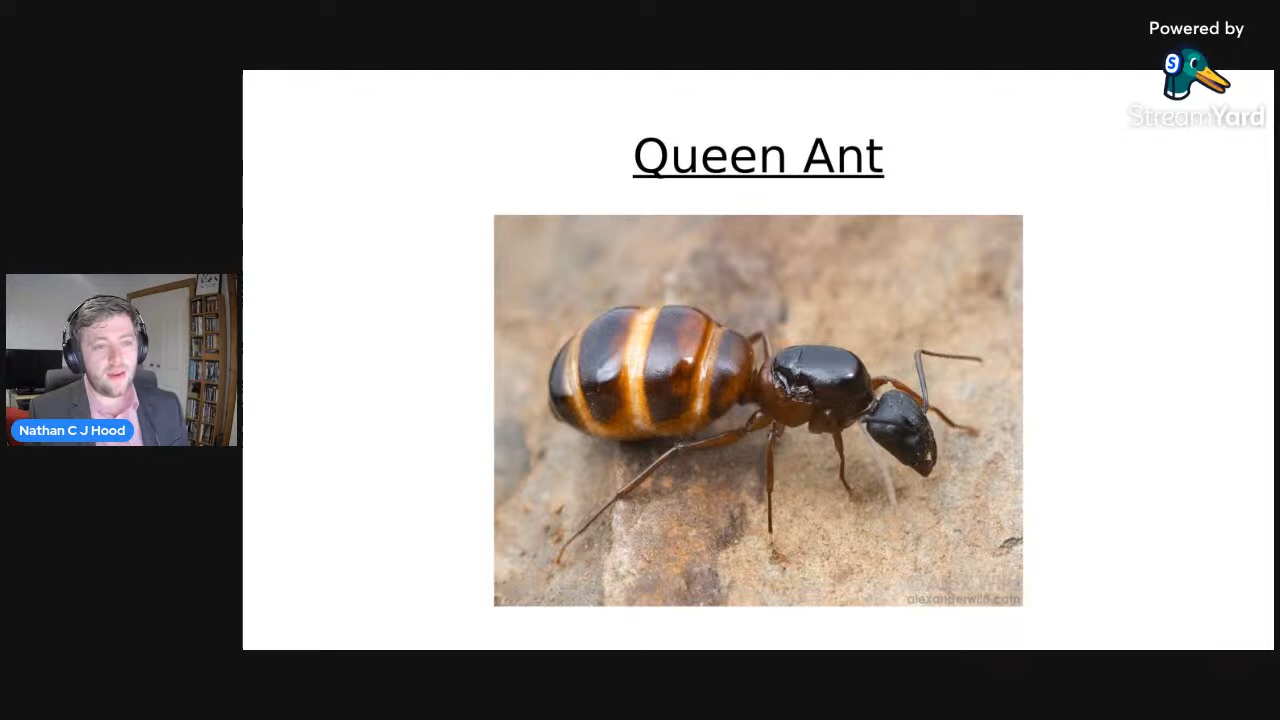 Powered by
S
StreamYard
Queen Ant
Nathan C J Hood
alexanderwild.com